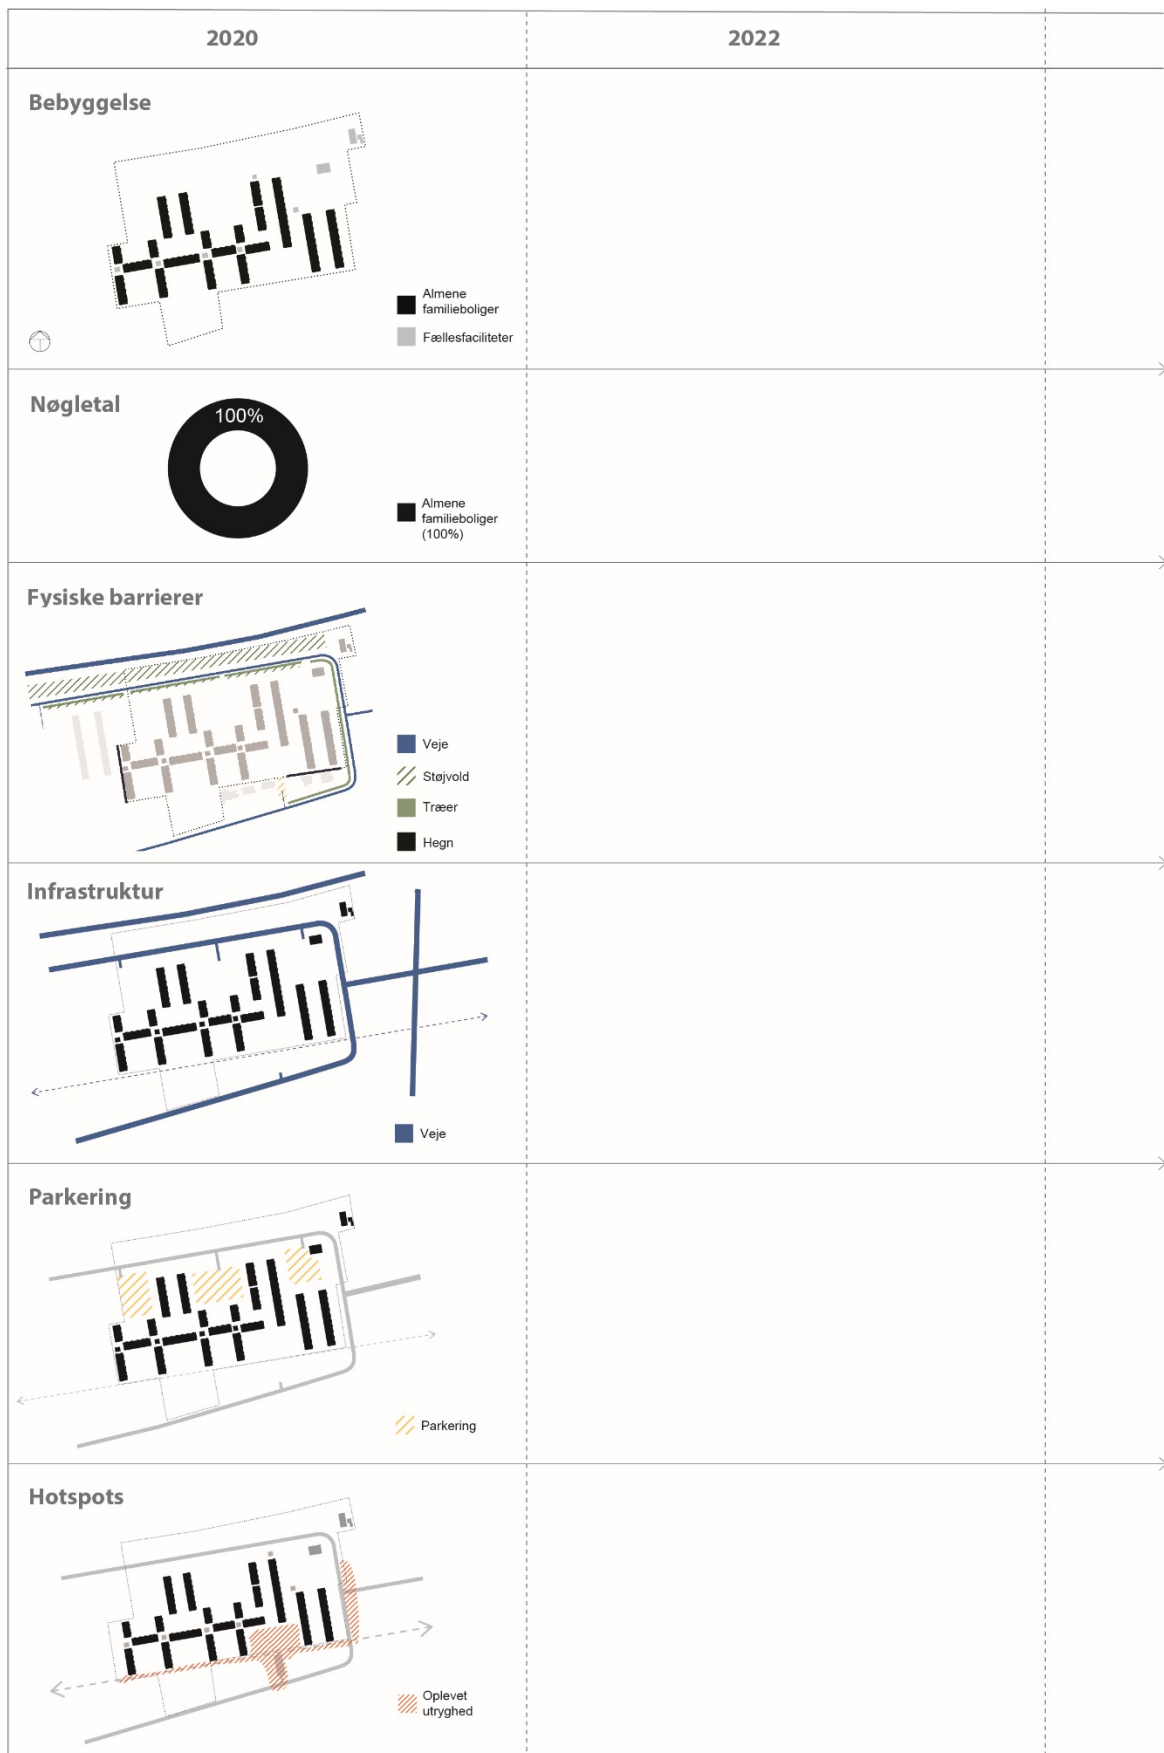 2020
2022
Bebyggelse
Almene
familieboliger
Fællesfaciliteter
Nøgletal
100%
Almene
familieboliger
(100%)
Fysiske barrierer
Veje
Støjvold
Træer
Hegn
Infrastruktur
Veje
Parkering
Parkering
Hotspots
Oplevet
utryghed